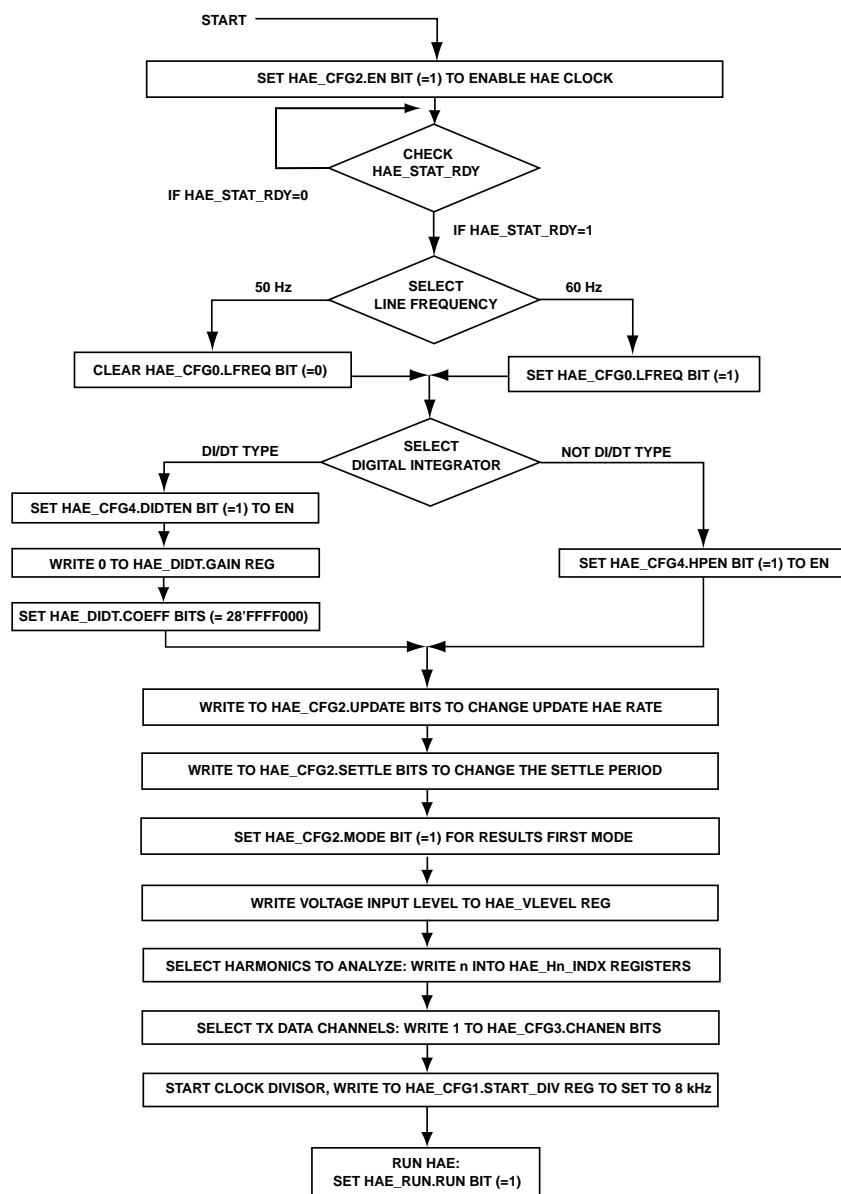 START
SET HAE_CFG2.EN BIT (=1) TO ENABLE HAE CLOCK
CHECK
HAE_STAT_RDY
IF HAE_STAT_RDY=0
IF HAE_STAT_RDY=1
SELECT
LINE FREQUENCY
50 Hz
60 Hz
CLEAR HAE_CFG0.LFREQ BIT (=0)
SET HAE_CFG0.LFREQ BIT (=1)
SELECT
DIGITAL INTEGRATOR
DI/DT TYPE
NOT DI/DT TYPE
SET HAE_CFG4.DIDTEN BIT (=1) TO EN
WRITE 0 TO HAE_DIDT.GAIN REG
SET HAE_CFG4.HPEN BIT (=1) TO EN
SET HAE_DIDT.COEFF BITS (= 28'FFFF000)
WRITE TO HAE_CFG2.UPDATE BITS TO CHANGE UPDATE HAE RATE
WRITE TO HAE_CFG2.SETTLE BITS TO CHANGE THE SETTLE PERIOD
SET HAE_CFG2.MODE BIT (=1) FOR RESULTS FIRST MODE
WRITE VOLTAGE INPUT LEVEL TO HAE_VLEVEL REG
SELECT HARMONICS TO ANALYZE: WRITE n INTO HAE_Hn_INDX REGISTERS
SELECT TX DATA CHANNELS: WRITE 1 TO HAE_CFG3.CHANEN BITS
START CLOCK DIVISOR, WRITE TO HAE_CFG1.START_DIV REG TO SET TO 8 kHz
RUN HAE:
SET HAE_RUN.RUN BIT (=1)